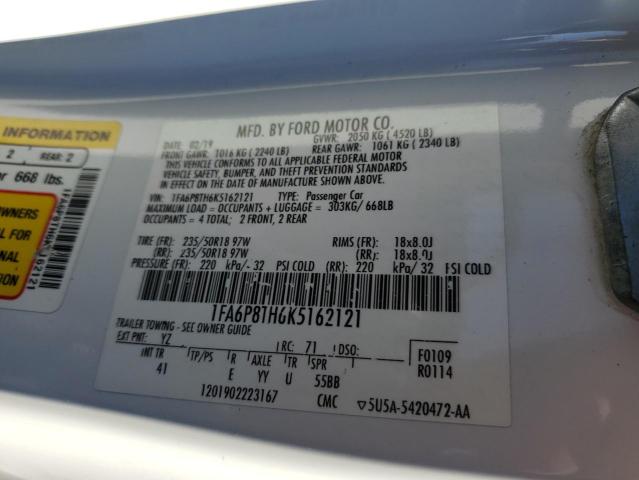 INFORMATION
2 REAR: 2
r 668 lbs.
WNERS
L FOR
ONAL
ATION
1FA6P8TH6K5162121
MFD. BY FORD MOTOR CO.
DATE: 02/19 GVWR: 2050 KG ( 4520 LB)
FRONT GAWR: 1016 KG ( 2240 LB) REAR GAWR: 1061 KG ( 2340 LB)
THIS VEHICLE CONFORMS TO ALL APPLICABLE FEDERAL MOTOR
VEHICLE SAFETY, BUMPER, AND THEFT PREVENTION STANDARDS
IN EFFECT ON THE DATE OF MANUFACTURE SHOWN ABOVE.
VEHICLE: 1FA6P8TH6K5162121 TYPE: Passenger Car
MAXIMUM LOAD = OCCUPANTS + LUGGAGE = 303KG/ 668LB
OCCUPANTS = 4 TOTAL; 2 FRONT, 2 REAR
TIRE (FR): 235/50R18 97W RIMS (FR): 18x8.0J
(RR): 235/50R18 97W (RR): 18x8.0J
PRESSURE (FR): 220 kPa/ 32 PSI COLD (RR): 220 kPa/ 32 PSI COLD
1FA6P8TH6K5162121
TRAILER TOWING - SEE OWNER GUIDE
EXT PNT: YZ RC: 71 DSO:
INT TR TP/PS R AXLE TR SPR F0109
41 E YY U 55BB R0114
1201902223167 CMC ▽5U5A-5420472-AA